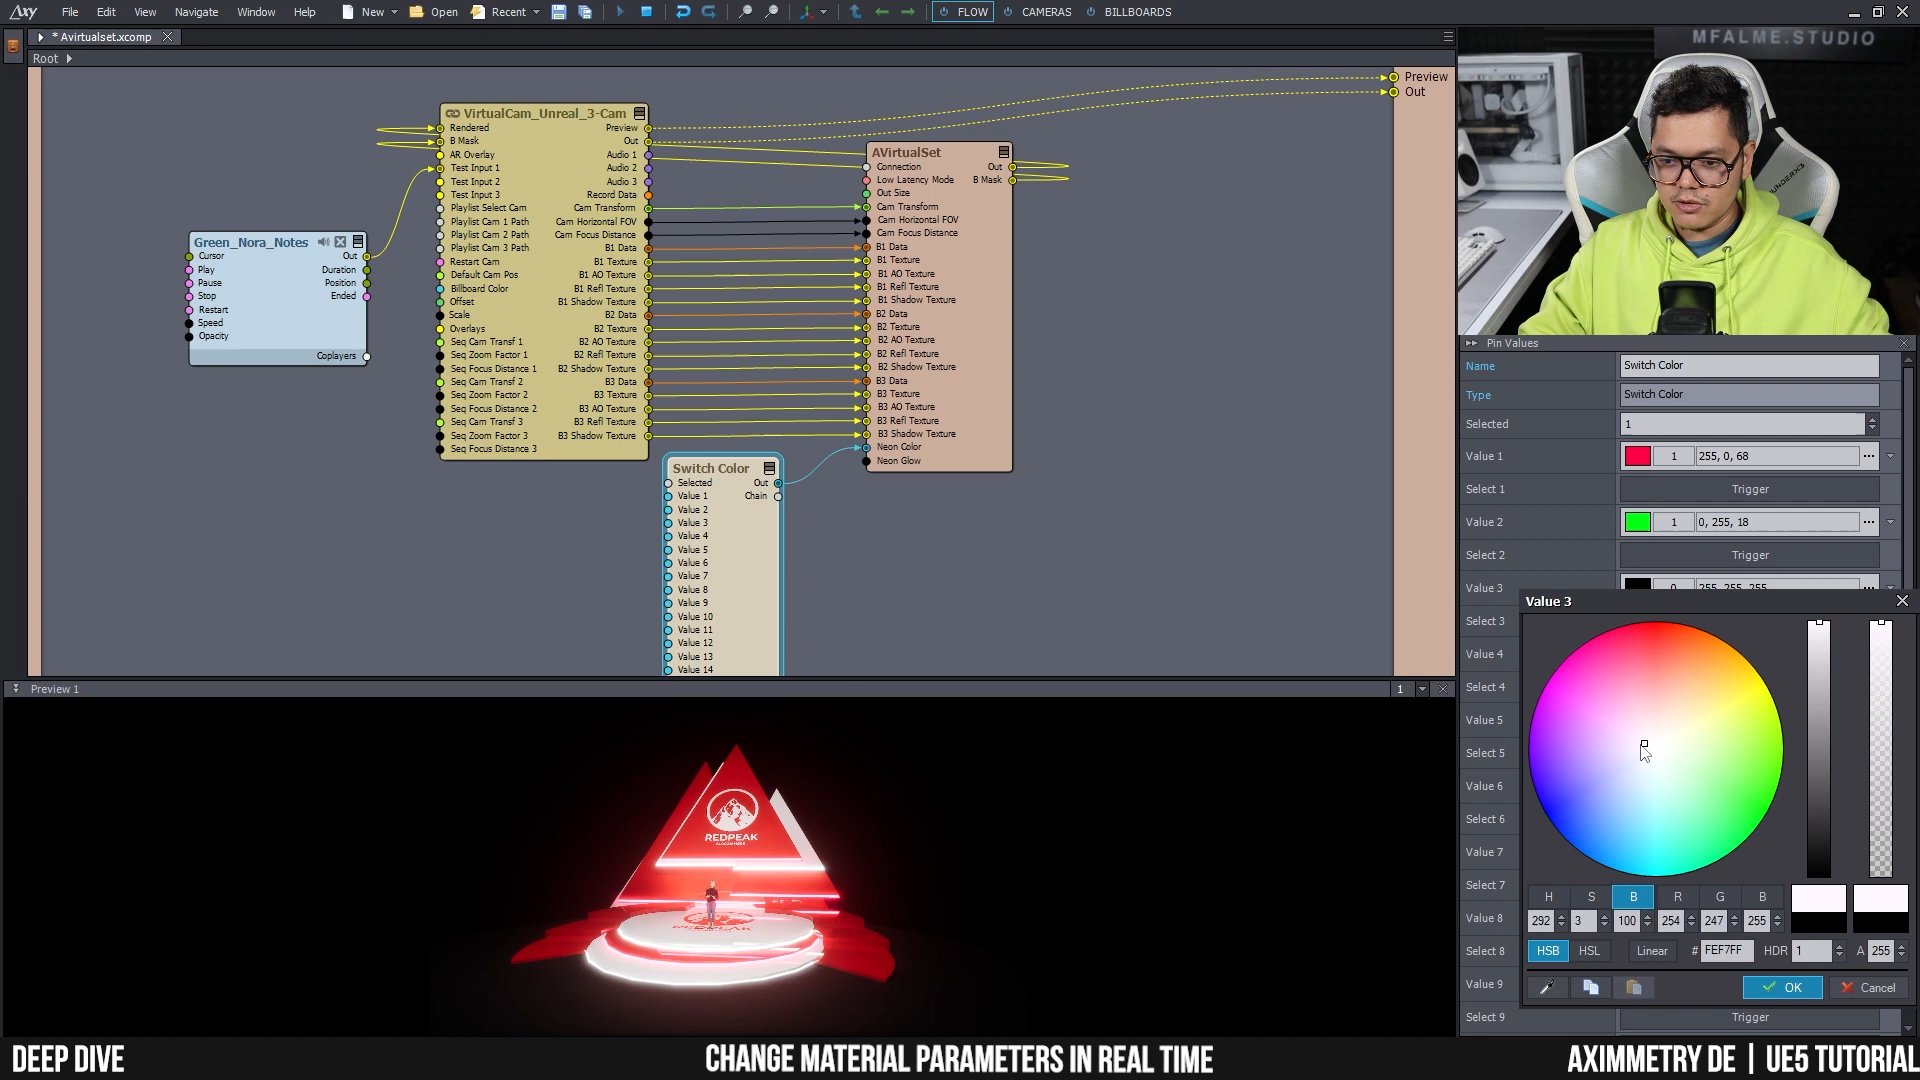 Axy File Edit View Navigate Window Help New Open Recent FLOW CAMERAS BILLBOARDS
* Avirtualset.xcomp
Root
Preview
Out
VirtualCam_Unreal_3-Cam
Rendered Preview
B Mask Out
AR Overlay Audio 1
Test Input 1 Audio 2
Test Input 2 Audio 3
Test Input 3 Record Data
Playlist Select Cam Cam Transform
Playlist Cam 1 Path Cam Horizontal FOV
Playlist Cam 2 Path Cam Focus Distance
Playlist Cam 3 Path B1 Data
Restart Cam B1 Texture
Default Cam Pos B1 AO Texture
Billboard Color B1 Refl Texture
Offset B1 Shadow Texture
Scale B2 Data
Overlays B2 Texture
Seq Cam Transf 1 B2 AO Texture
Seq Zoom Factor 1 B2 Refl Texture
Seq Focus Distance 1 B2 Shadow Texture
Seq Cam Transf 2 B3 Data
Seq Zoom Factor 2 B3 Texture
Seq Focus Distance 2 B3 AO Texture
Seq Cam Transf 3 B3 Refl Texture
Seq Zoom Factor 3 B3 Shadow Texture
Seq Focus Distance 3
Green_Nora_Notes
Cursor Out
Play Duration
Pause Position
Stop Ended
Restart
Speed
Opacity
Coplayers
AVirtualSet
Connection Out
Low Latency Mode B Mask
Out Size
Cam Transform
Cam Horizontal FOV
Cam Focus Distance
B1 Data
B1 Texture
B1 AO Texture
B1 Refl Texture
B1 Shadow Texture
B2 Data
B2 Texture
B2 AO Texture
B2 Refl Texture
B2 Shadow Texture
B3 Data
B3 Texture
B3 AO Texture
B3 Refl Texture
B3 Shadow Texture
Neon Color
Neon Glow
Switch Color
Selected Out
Value 1 Chain
Value 2
Value 3
Value 4
Value 5
Value 6
Value 7
Value 8
Value 9
Value 10
Value 11
Value 12
Value 13
Value 14
MFALME.STUDIO
Pin Values
Name Switch Color
Type Switch Color
Selected 1
Value 1 1 255, 0, 68
Select 1 Trigger
Value 2 1 0, 255, 18
Select 2 Trigger
Value 3 0 255, 255, 255
Select 3
Value 4
Select 4
Value 5
Select 5
Value 6
Select 6
Value 7
Select 7
Value 8
Select 8
Value 9
Select 9 Trigger
Value 3
H S B R G B
292 3 100 254 247 255
HSB HSL Linear # FEF7FF HDR 1 A 255
OK Cancel
Preview 1 1
REDPEAK
DEEP DIVE
CHANGE MATERIAL PARAMETERS IN REAL TIME
AXIMMETRY DE | UE5 TUTORIAL